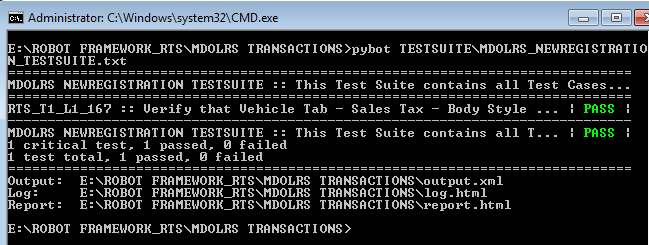 Administrator: C:\Windows\system32\CMD.exe
E:\ROBOT FRAMEWORK_RTS\MDOLRS TRANSACTIONS>pybot TESTSUITE\MDOLRS_NEWREGISTRATIO
N_TESTSUITE.txt
==============================================================================
MDOLRS NEWREGISTRATION TESTSUITE :: This Test Suite contains all Test Cases...
==============================================================================
RTS_T1_L1_167 :: Verify that Vehicle Tab - Sales Tax - Body Style ... | PASS |
------------------------------------------------------------------------------
MDOLRS NEWREGISTRATION TESTSUITE :: This Test Suite contains all T... | PASS |
1 critical test, 1 passed, 0 failed
1 test total, 1 passed, 0 failed
==============================================================================
Output:  E:\ROBOT FRAMEWORK_RTS\MDOLRS TRANSACTIONS\output.xml
Log:     E:\ROBOT FRAMEWORK_RTS\MDOLRS TRANSACTIONS\log.html
Report:  E:\ROBOT FRAMEWORK_RTS\MDOLRS TRANSACTIONS\report.html
E:\ROBOT FRAMEWORK_RTS\MDOLRS TRANSACTIONS>